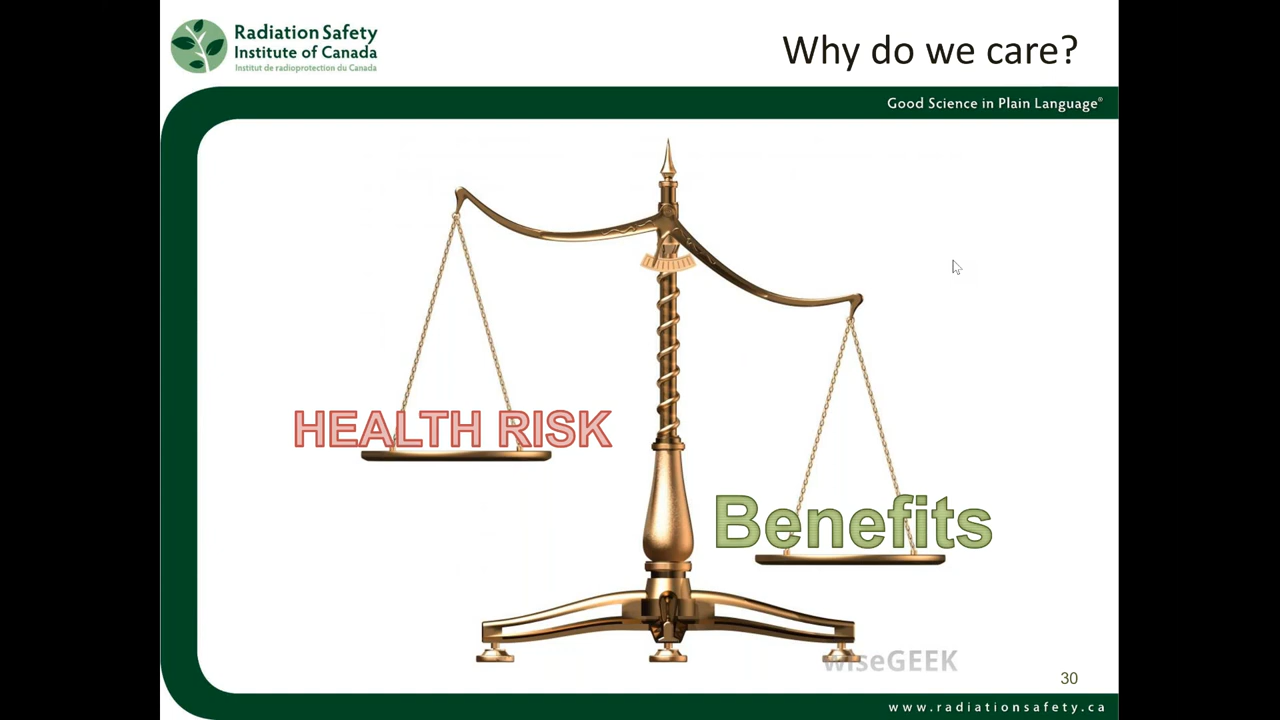 Radiation Safety
Institute of Canada
Institut de radioprotection du Canada
Why do we care?
Good Science in Plain Language®
HEALTH RISK
Benefits
wiseGEEK
30
www.radiationsafety.ca